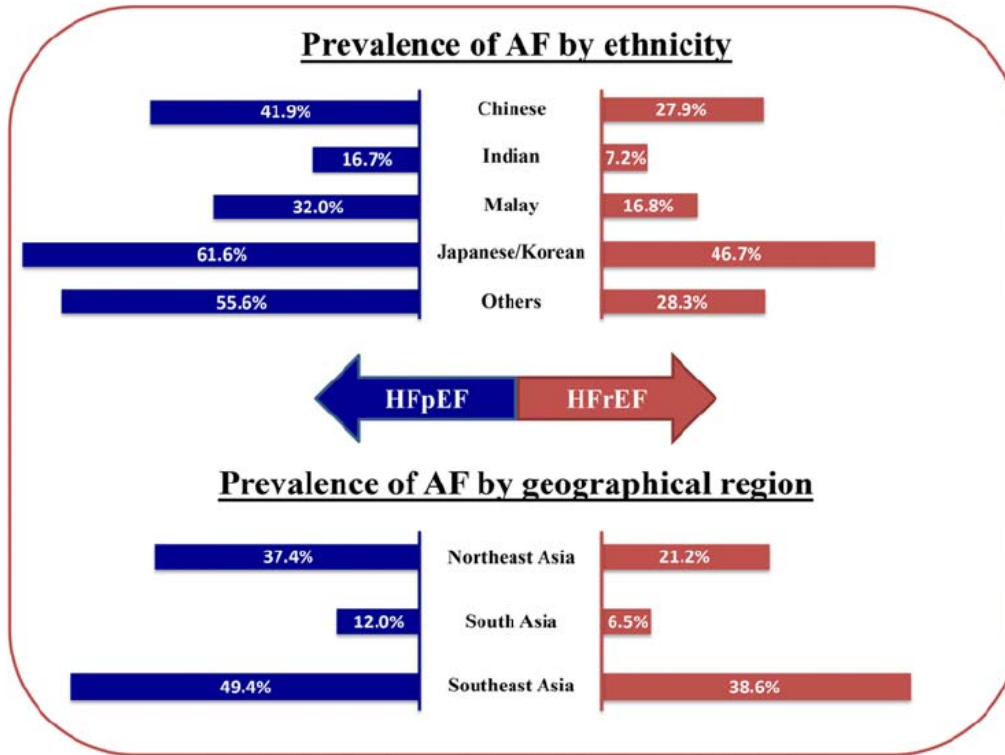 Prevalence of AF by ethnicity
41.9% Chinese 27.9%
16.7% Indian 7.2%
32.0% Malay 16.8%
61.6% Japanese/Korean 46.7%
55.6% Others 28.3%
HFpEF HFrEF
Prevalence of AF by geographical region
37.4% Northeast Asia 21.2%
12.0% South Asia 6.5%
49.4% Southeast Asia 38.6%